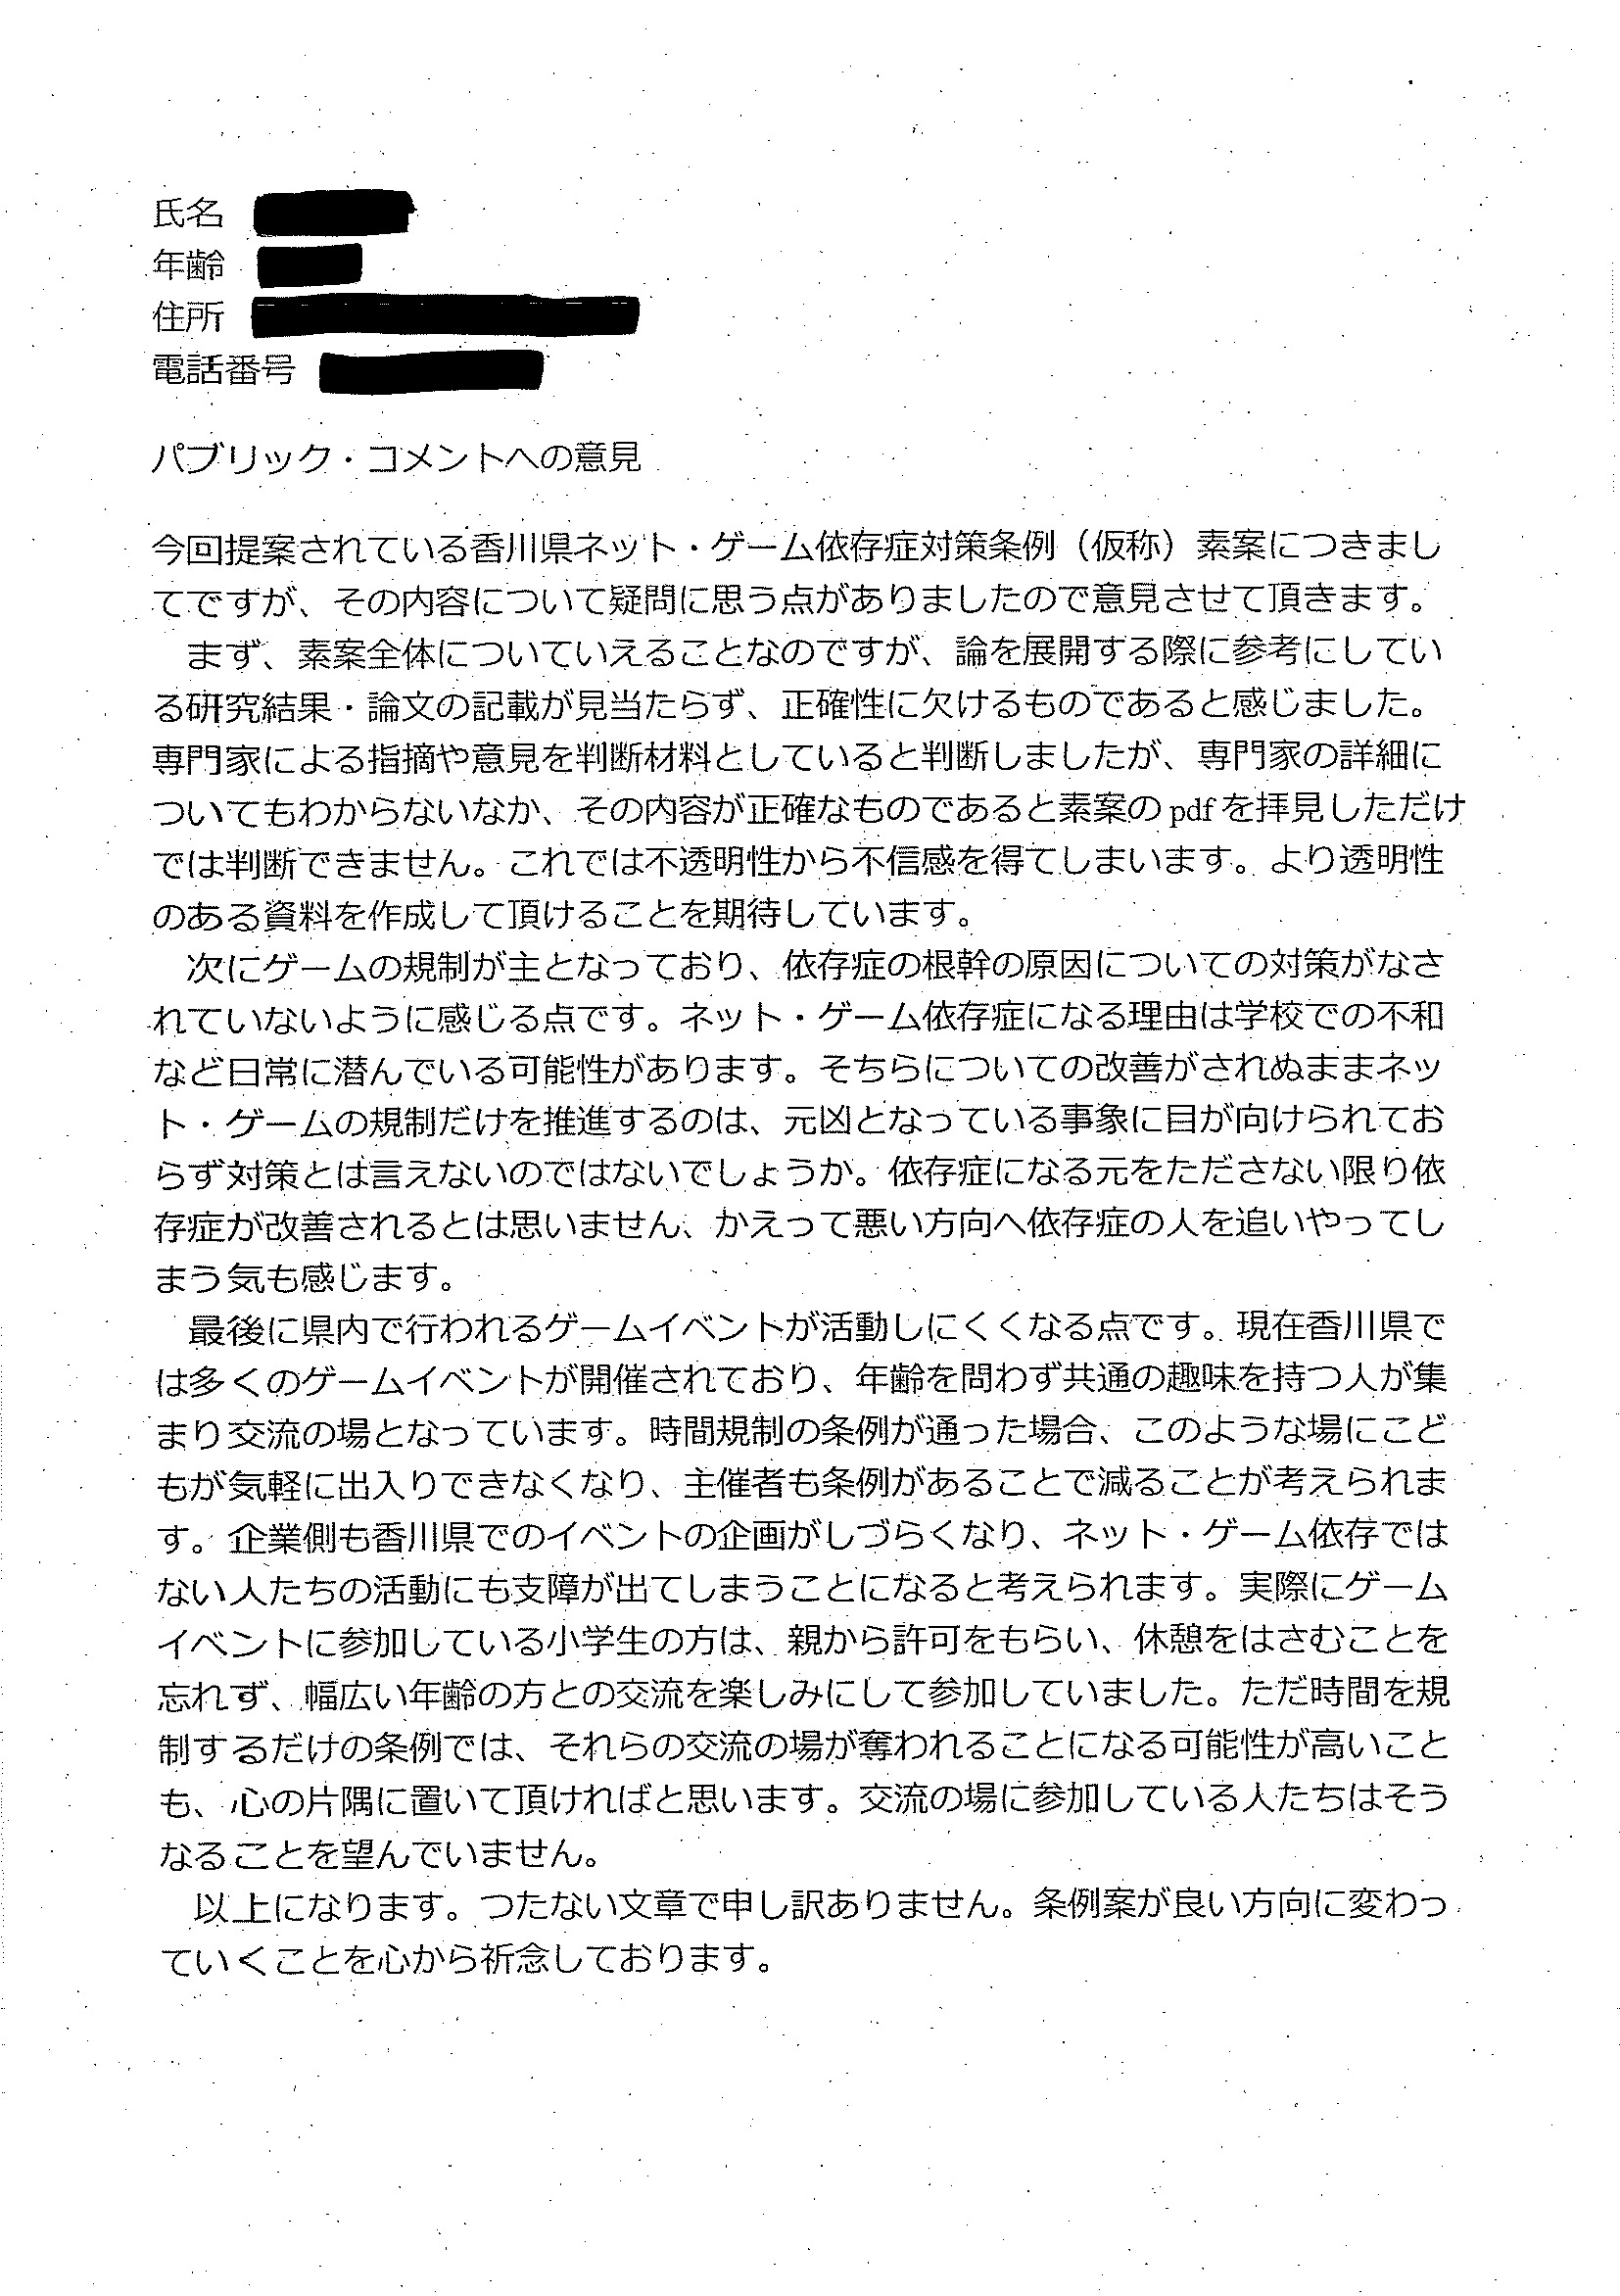 氏名
年齢
住所
電話番号
パブリック・コメントへの意見
今回提案されている香川県ネット・ゲーム依存症対策条例（仮称）素案につきまし
てですが、その内容について疑問に思う点がありましたので意見させて頂きます。
まず、素案全体についていえることなのですが、論を展開する際に参考にしてい
る研究結果・論文の記載が見当たらず、正確性に欠けるものであると感じました。
専門家による指摘や意見を判断材料としていると判断しましたが、専門家の詳細に
ついてもわからないなか、その内容が正確なものであると素案のpdfを拝見しただけ
では判断できません。これでは不透明性から不信感を得てしまいます。より透明性
のある資料を作成して頂けることを期待しています。
次にゲームの規制が主となっており、依存症の根幹の原因についての対策がなさ
れていないように感じる点です。ネット・ゲーム依存症になる理由は学校での不和
など日常に潜んでいる可能性があります。そちらについての改善がされぬままネッ
ト・ゲームの規制だけを推進するのは、元凶となっている事象に目が向けられてお
らず対策とは言えないのではないでしょうか。依存症になる元をたださない限り依
存症が改善されるとは思いません、かえって悪い方向へ依存症の人を追いやってし
まう気も感じます。
最後に県内で行われるゲームイベントが活動しにくくなる点です。現在香川県で
は多くのゲームイベントが開催されており、年齢を問わず共通の趣味を持つ人が集
まり交流の場となっています。時間規制の条例が通った場合、このような場にこど
もが気軽に出入りできなくなり、主催者も条例があることで減ることが考えられま
す。企業側も香川県でのイベントの企画がしづらくなり、ネット・ゲーム依存では
ない人たちの活動にも支障が出てしまうことになると考えられます。実際にゲーム
イベントに参加している小学生の方は、親から許可をもらい、休憩をはさむことを
忘れず、幅広い年齢の方との交流を楽しみにして参加していました。ただ時間を規
制するだけの条例では、それらの交流の場が奪われることになる可能性が高いこと
も、心の片隅に置いて頂ければと思います。交流の場に参加している人たちはそう
なることを望んでいません。
以上になります。つたない文章で申し訳ありません。条例案が良い方向に変わっ
ていくことを心から祈念しております。